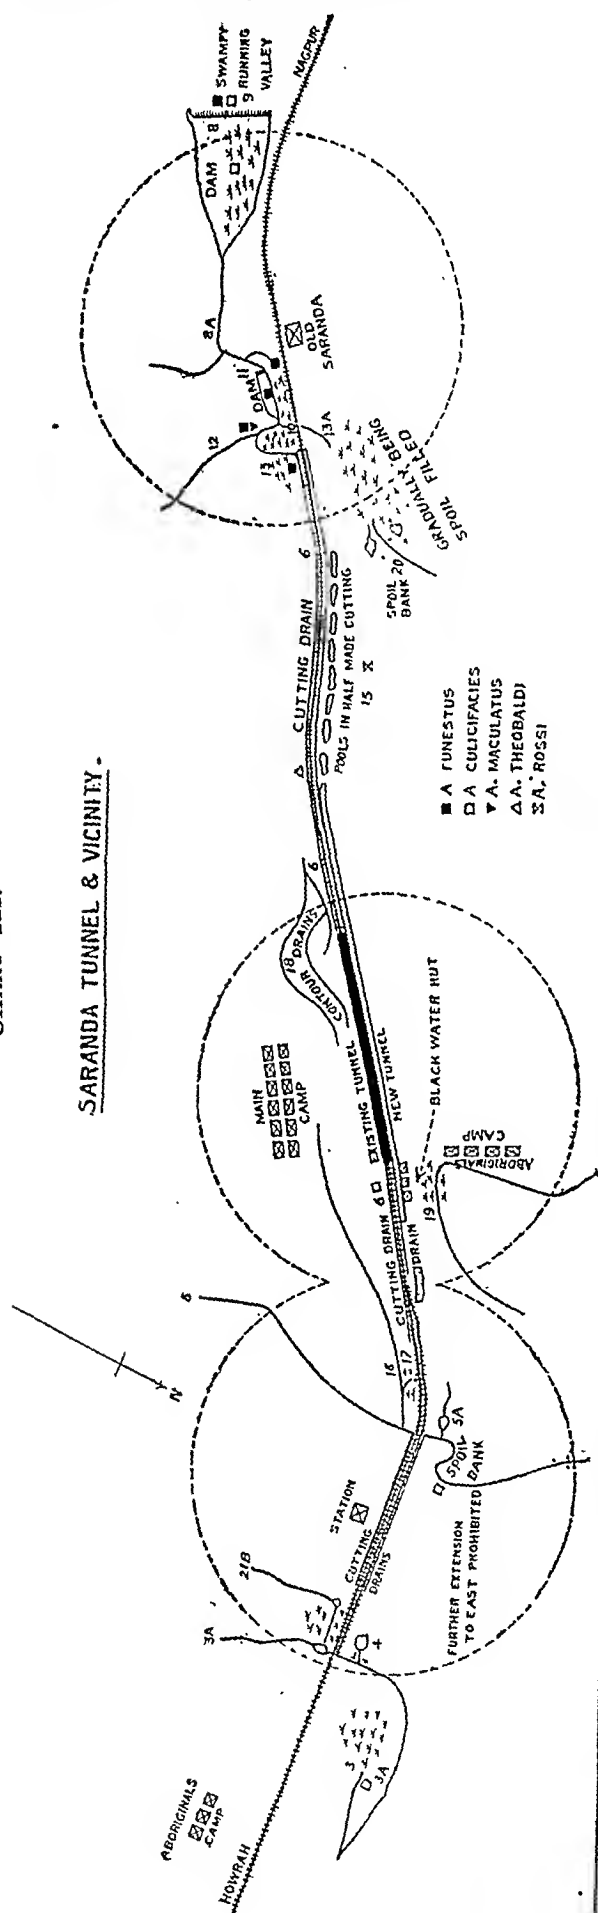 SARANDA TUNNEL & VICINITY.
NAGPUR
SWAMPY
RUNNING
9 VALLEY
8
DAM
8A
OLD
SARANDA
11
DAM
12
13
10
13A
GRADUALLY BEING
SPOIL FILLED
SPOIL 20
BANK
6
CUTTING DRAIN
POOLS IN HALF MADE CUTTING
15
A FUNESTUS
A CULICIFACIES
A. MACULATUS
A. THEOBALDI
A. ROSSI
6
18 DRAINS
CONTOUR
MAIN
CAMP
EXISTING TUNNEL
NEW TUNNEL
BLACK WATER HUT
ABORIGINALS
CAMP
19
6
CUTTING DRAIN
DRAIN
N
16
17
5A
SPOIL
BANK
FURTHER EXTENSION
TO EAST PROHIBITED
STATION
CUTTING
DRAINS
21B
3A
4
3
3A
ABORIGINALS
CAMP
HOWRAH